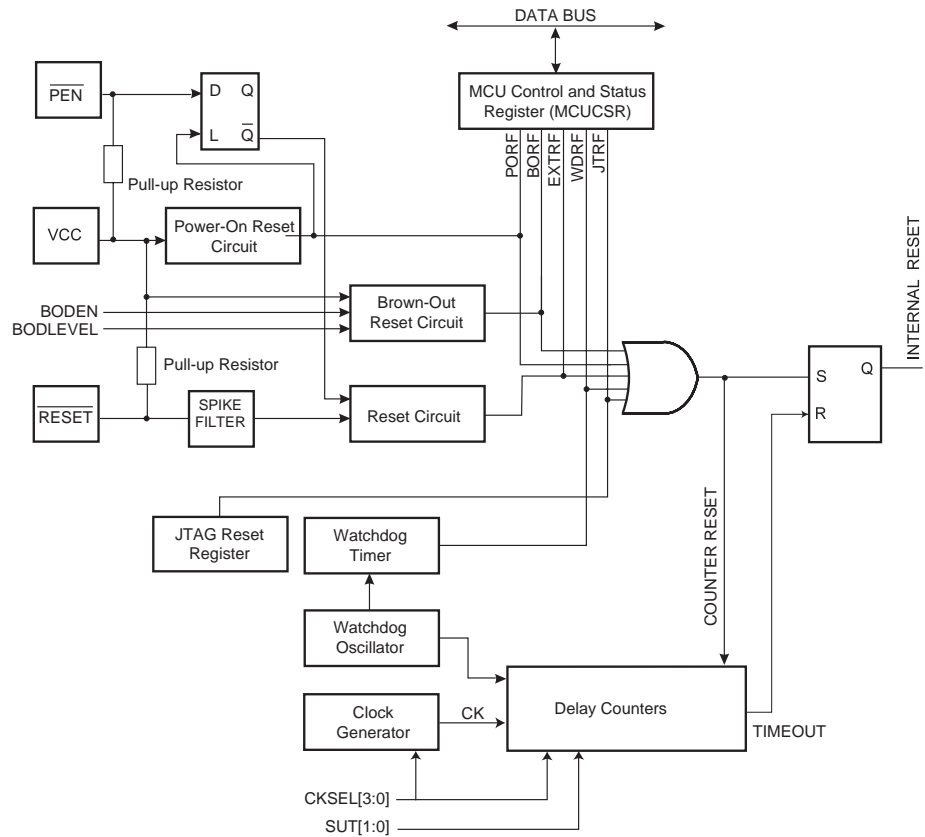 DATA BUS
PEN
D Q
L Q
MCU Control and Status
Register (MCUCSR)
PORF
BORF
EXTRF
WDRF
JTRF
Pull-up Resistor
VCC
Power-On Reset
Circuit
BODEN
BODLEVEL
Brown-Out
Reset Circuit
Pull-up Resistor
RESET
SPIKE
FILTER
Reset Circuit
S Q
R
INTERNAL RESET
JTAG Reset
Register
Watchdog
Timer
COUNTER RESET
Watchdog
Oscillator
Clock
Generator
CK
Delay Counters
TIMEOUT
CKSEL[3:0]
SUT[1:0]